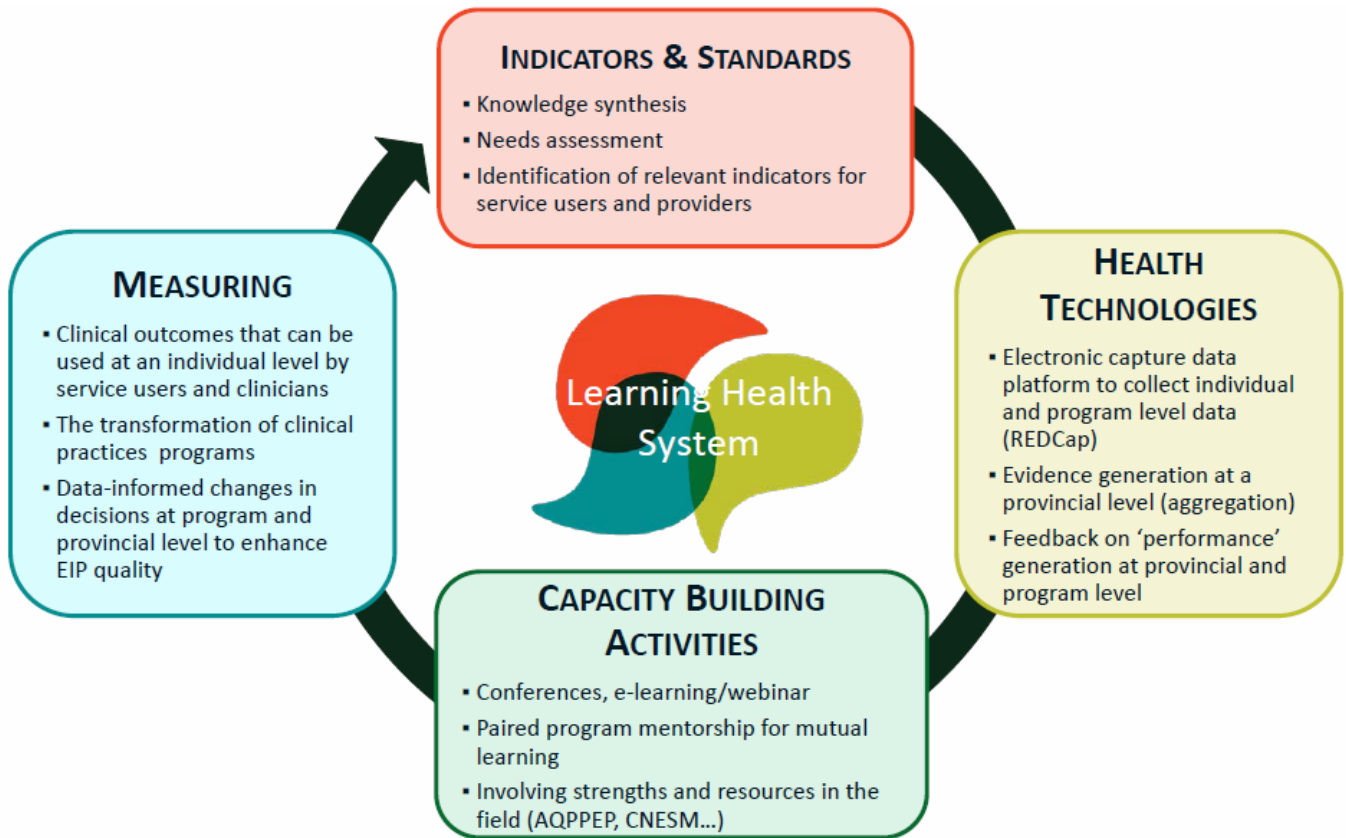 INDICATORS & STANDARDS
▪ Knowledge synthesis
▪ Needs assessment
▪ Identification of relevant indicators for
service users and providers
HEALTH
TECHNOLOGIES
▪ Electronic capture data
platform to collect individual
and program level data
(REDCap)
▪ Evidence generation at a
provincial level (aggregation)
▪ Feedback on ‘performance’
generation at provincial and
program level
CAPACITY BUILDING
ACTIVITIES
▪ Conferences, e-learning/webinar
▪ Paired program mentorship for mutual
learning
▪ Involving strengths and resources in the
field (AQPPEP, CNESM…)
MEASURING
▪ Clinical outcomes that can be
used at an individual level by
service users and clinicians
▪ The transformation of clinical
practices programs
▪ Data-informed changes in
decisions at program and
provincial level to enhance
EIP quality
Learning Health
System